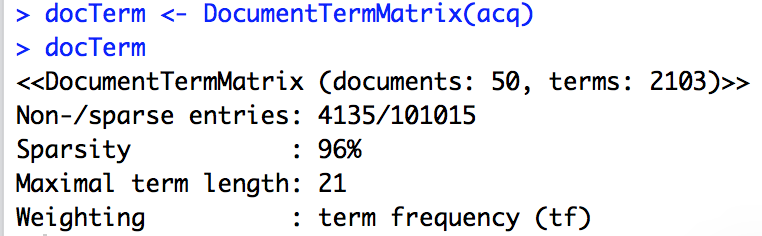 > docTerm <- DocumentTermMatrix(acq)
> docTerm
<<DocumentTermMatrix (documents: 50, terms: 2103)>>
Non-/sparse entries: 4135/101015
Sparsity           : 96%
Maximal term length: 21
Weighting          : term frequency (tf)